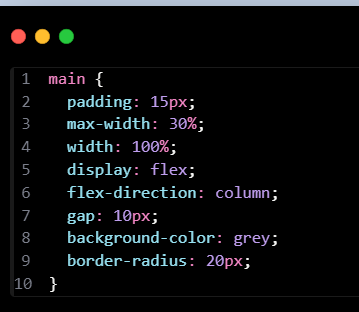 1 main {
2   padding: 15px;
3   max-width: 30%;
4   width: 100%;
5   display: flex;
6   flex-direction: column;
7   gap: 10px;
8   background-color: grey;
9   border-radius: 20px;
10 }